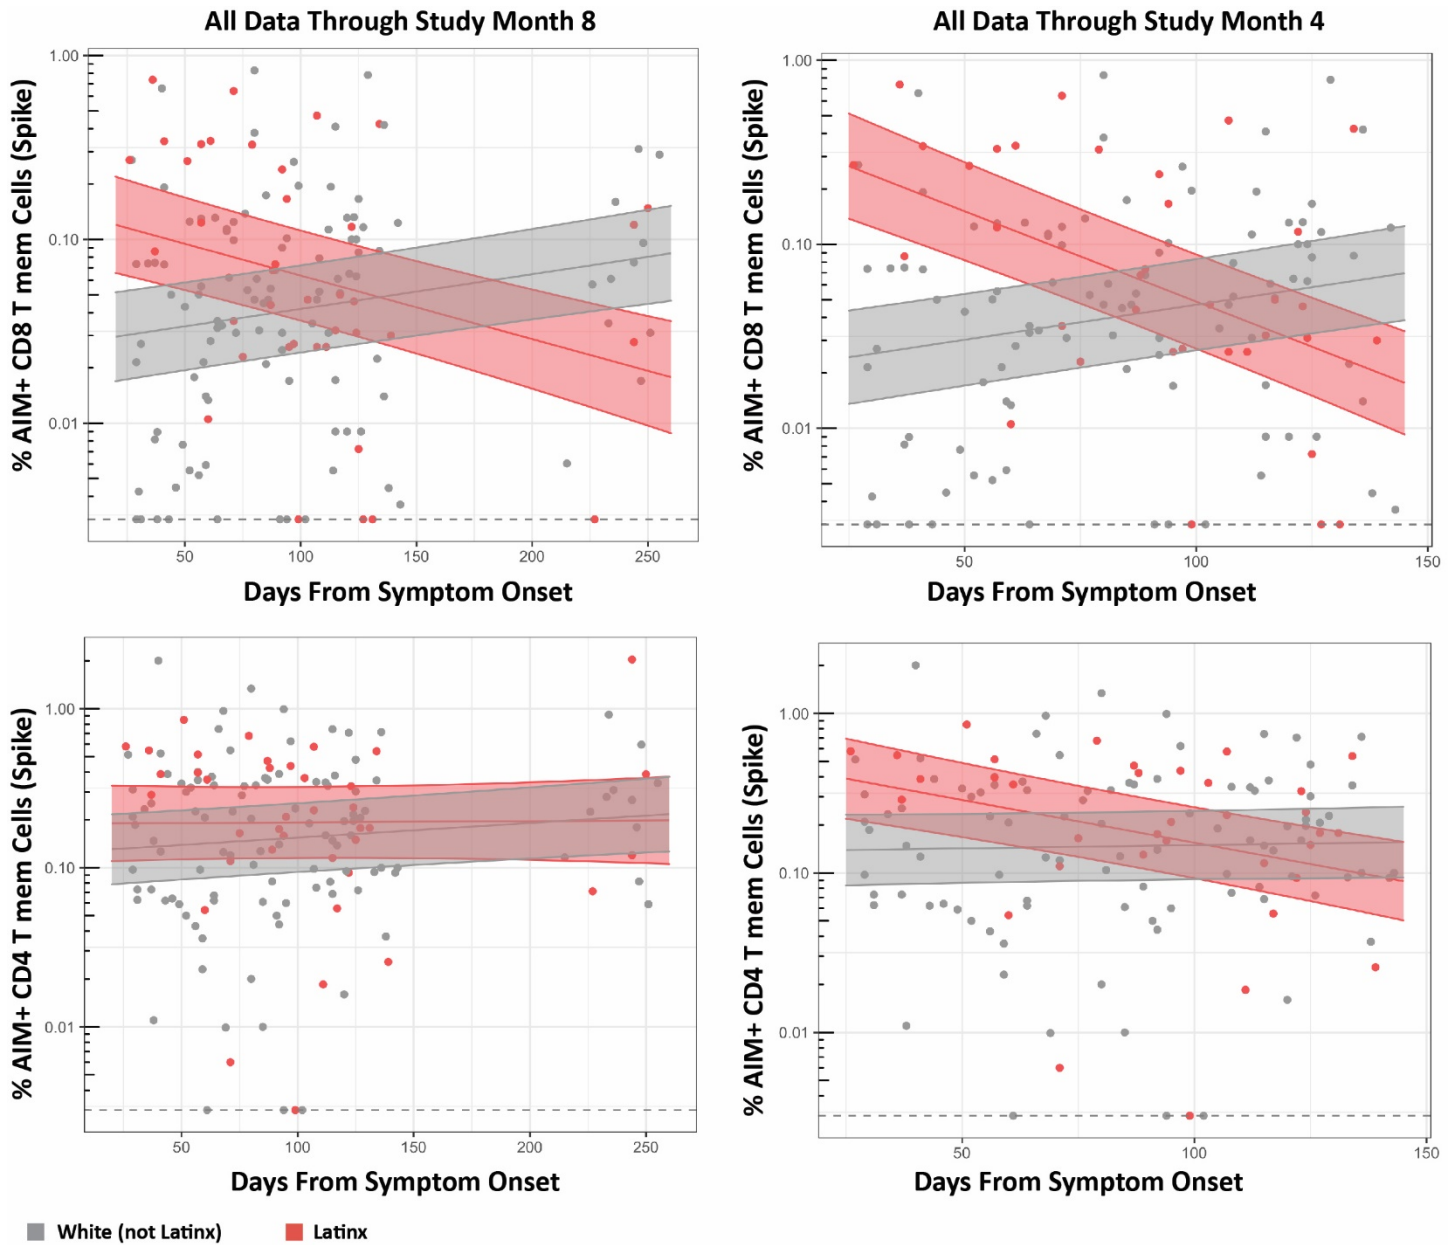 All Data Through Study Month 8
All Data Through Study Month 4
% AIM+ CD8 T mem Cells (Spike)
1.00
0.10
0.01
50
100
150
200
250
Days From Symptom Onset
% AIM+ CD8 T mem Cells (Spike)
1.00
0.10
0.01
50
100
150
Days From Symptom Onset
% AIM+ CD4 T mem Cells (Spike)
1.00
0.10
0.01
50
100
150
200
250
Days From Symptom Onset
% AIM+ CD4 T mem Cells (Spike)
1.00
0.10
0.01
50
100
150
Days From Symptom Onset
White (not Latinx)
Latinx